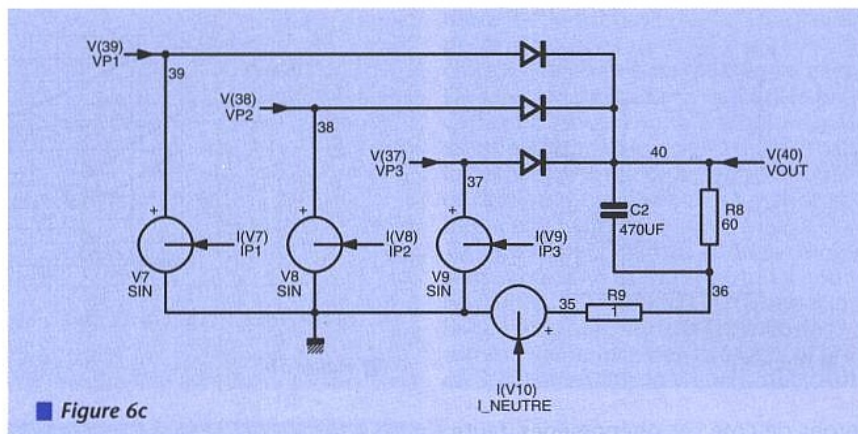 V(39)
VP1
39
V(38)
VP2
38
V(37)
VP3
37
40
V(40)
VOUT
+
I(V7)
IP1
V7
SIN
+
I(V8)
IP2
V8
SIN
+
I(V9)
IP3
V9
SIN
C2
470UF
R8
60
36
35
R9
1
+
I(V10)
I_NEUTRE
Figure 6c